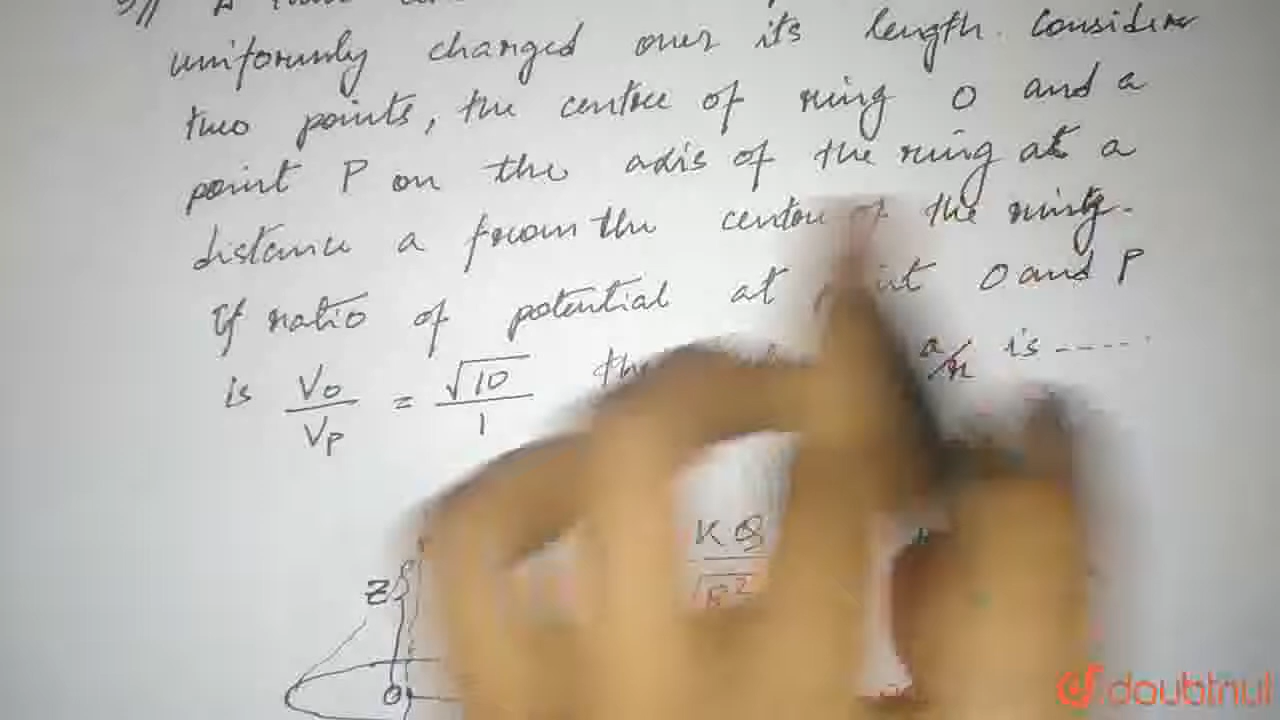 uniformly charged over its length. Consider
two points, the centre of ring O and a
point P on the axis of the ring at a
distance a from the centre of the ring.
If ratio of potential at O and P
is Vo/VP = √10/1 a/r is -----
KQ
Z
O
doubtnut